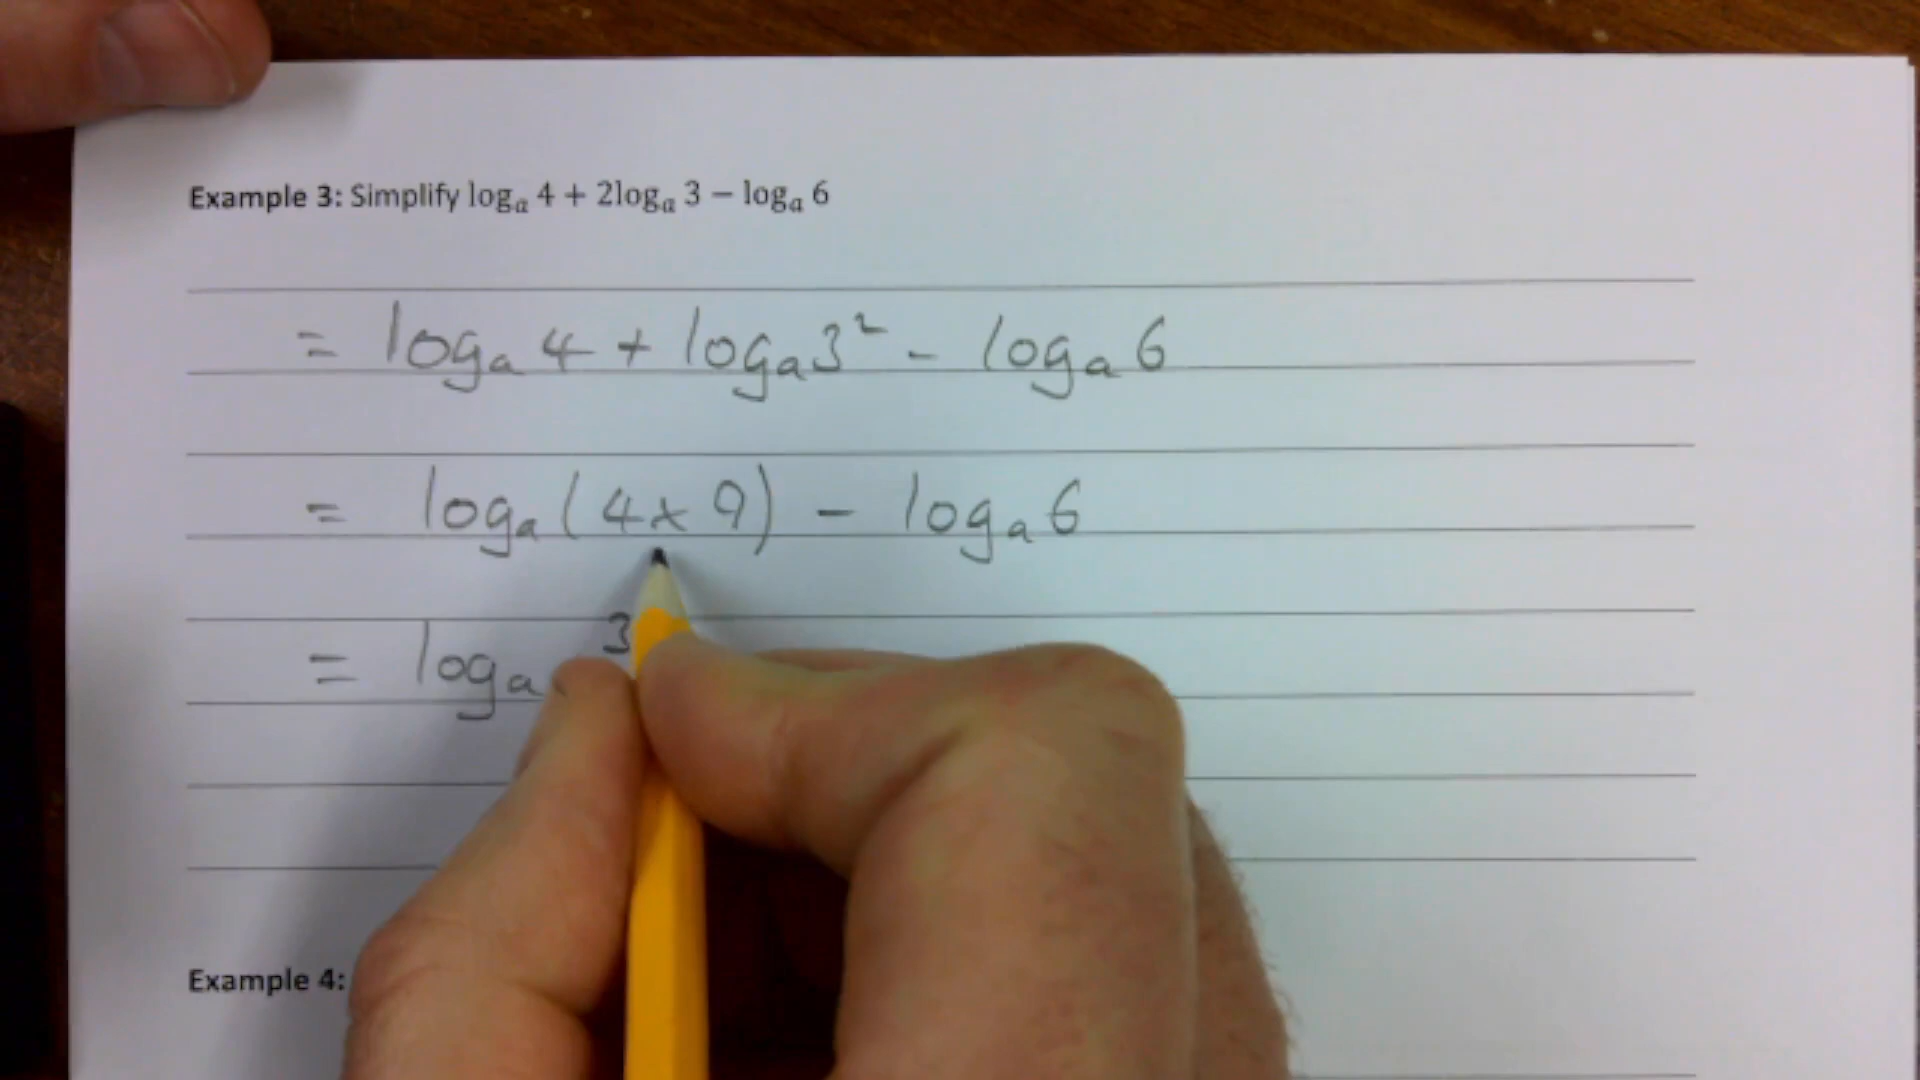 Example 3: Simplify logₐ 4 + 2logₐ 3 − logₐ 6
= logₐ 4 + logₐ 3² - logₐ 6
= logₐ (4 x 9) - logₐ 6
= logₐ 3
Example 4: